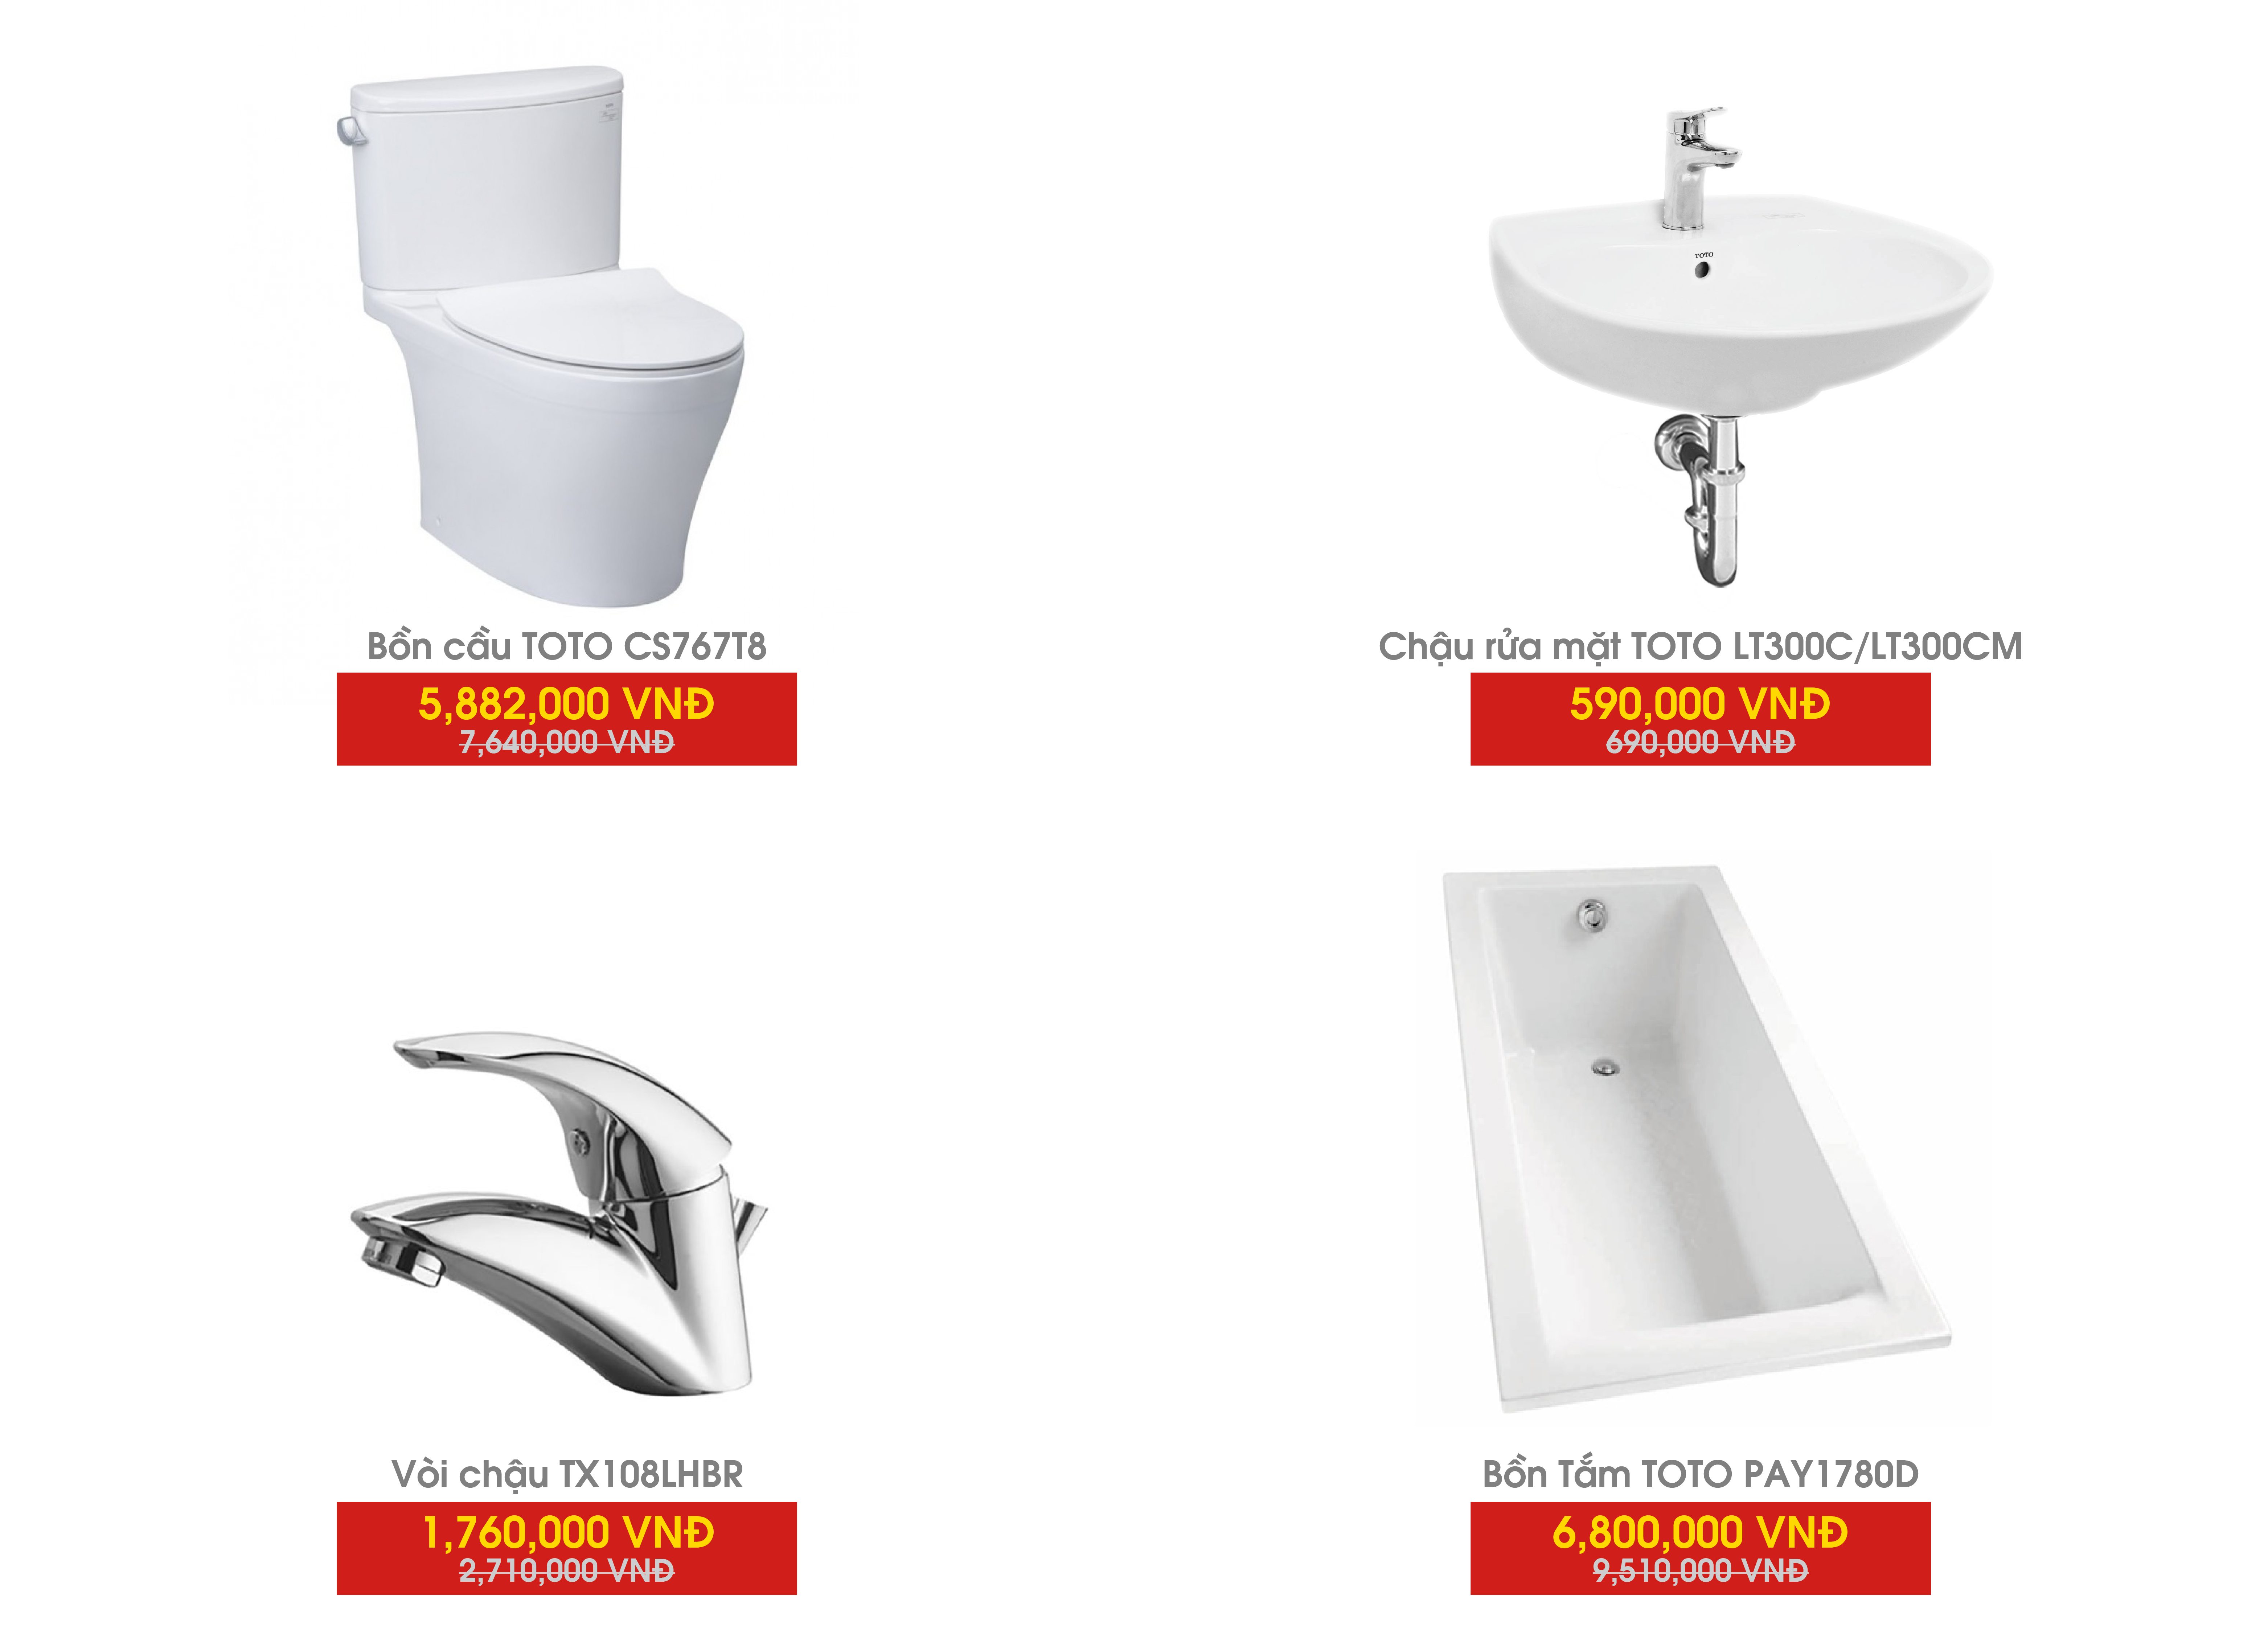 TOTO
Bồn cầu TOTO CS767T8
5,882,000 VNĐ
7,640,000 VNĐ
Chậu rửa mặt TOTO LT300C/LT300CM
590,000 VNĐ
690,000 VNĐ
Vòi chậu TX108LHBR
1,760,000 VNĐ
2,710,000 VNĐ
Bồn Tắm TOTO PAY1780D
6,800,000 VNĐ
9,510,000 VNĐ